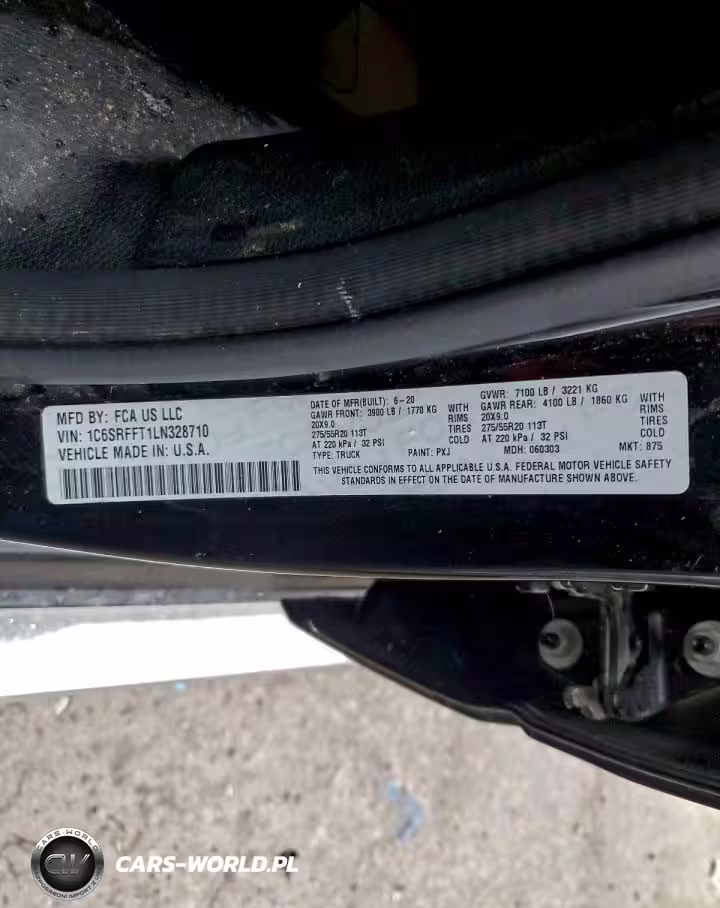 MFD BY: FCA US LLC
VIN: 1C6SRFFT1LN328710
VEHICLE MADE IN: U.S.A.
DATE OF MFR(BUILT): 6-20
GAWR FRONT: 3900 LB / 1770 KG WITH
20X9.0 RIMS
275/55R20 113T TIRES
AT 220 kPa / 32 PSI COLD
TYPE: TRUCK PAINT: PXJ
GVWR: 7100 LB / 3221 KG
GAWR REAR: 4100 LB / 1860 KG WITH
20X9.0 RIMS
275/55R20 113T TIRES
AT 220 kPa / 32 PSI COLD
MDH: 060303 MKT: 875
THIS VEHICLE CONFORMS TO ALL APPLICABLE U.S.A. FEDERAL MOTOR VEHICLE SAFETY
STANDARDS IN EFFECT ON THE DATE OF MANUFACTURE SHOWN ABOVE.
CARS-WORLD
CW
CARS-WORLD.PL